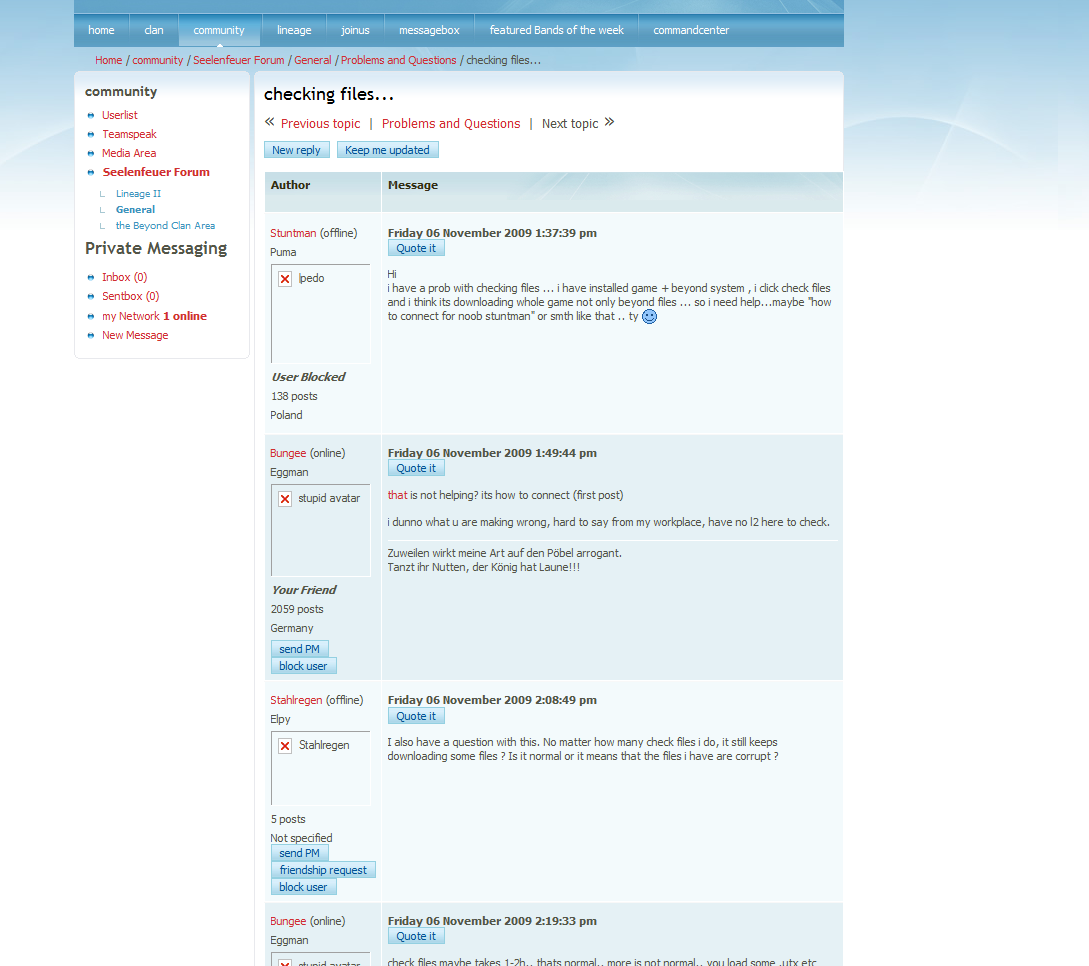 home clan community lineage joinus messagebox featured Bands of the week commandcenter
Home / community / Seelenfeuer Forum / General / Problems and Questions / checking files...
community
Userlist
Teamspeak
Media Area
Seelenfeuer Forum
Lineage II
General
the Beyond Clan Area
Private Messaging
Inbox (0)
Sentbox (0)
my Network 1 online
New Message
checking files...
« Previous topic | Problems and Questions | Next topic »
New reply Keep me updated
Author Message
Stuntman (offline)
Puma
lpedo
User Blocked
138 posts
Poland
Friday 06 November 2009 1:37:39 pm
Quote it
Hi
i have a prob with checking files ... i have installed game + beyond system , i click check files
and i think its downloading whole game not only beyond files ... so i need help...maybe "how
to connect for noob stuntman" or smth like that .. ty
Bungee (online)
Eggman
stupid avatar
Your Friend
2059 posts
Germany
send PM
block user
Friday 06 November 2009 1:49:44 pm
Quote it
that is not helping? its how to connect (first post)
i dunno what u are making wrong, hard to say from my workplace, have no l2 here to check.
Zuweilen wirkt meine Art auf den Pöbel arrogant.
Tanzt ihr Nutten, der König hat Laune!!!
Stahlregen (offline)
Elpy
Stahlregen
5 posts
Not specified
send PM
friendship request
block user
Friday 06 November 2009 2:08:49 pm
Quote it
I also have a question with this. No matter how many check files i do, it still keeps
downloading some files ? Is it normal or it means that the files i have are corrupt ?
Bungee (online)
Eggman
stupid avatar
Friday 06 November 2009 2:19:33 pm
Quote it
check files maybe takes 1-2h.. thats normal.. more is not normal.. you load some .utx etc